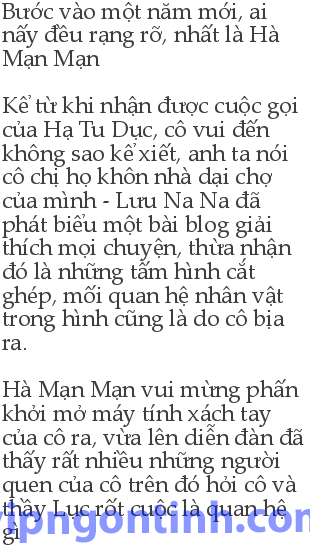 Bước vào một năm mới, ai
nấy đều rạng rỡ, nhất là Hà
Mạn Mạn
Kể từ khi nhận được cuộc gọi
của Hạ Tu Dục, cô vui đến
không sao kể xiết, anh ta nói
cô chị họ khôn nhà dại chợ
của mình - Lưu Na Na đã
phát biểu một bài blog giải
thích mọi chuyện, thừa nhận
đó là những tấm hình cắt
ghép, mối quan hệ nhân vật
trong hình cũng là do cô bịa
ra.
Hà Mạn Mạn vui mừng phấn
khởi mở máy tính xách tay
của cô ra, vừa lên diễn đàn đã
thấy rất nhiều những người
quen của cô trên đó hỏi cô và
thầy Lục rốt cuộc là quan hệ
gì
vipngontinh.com